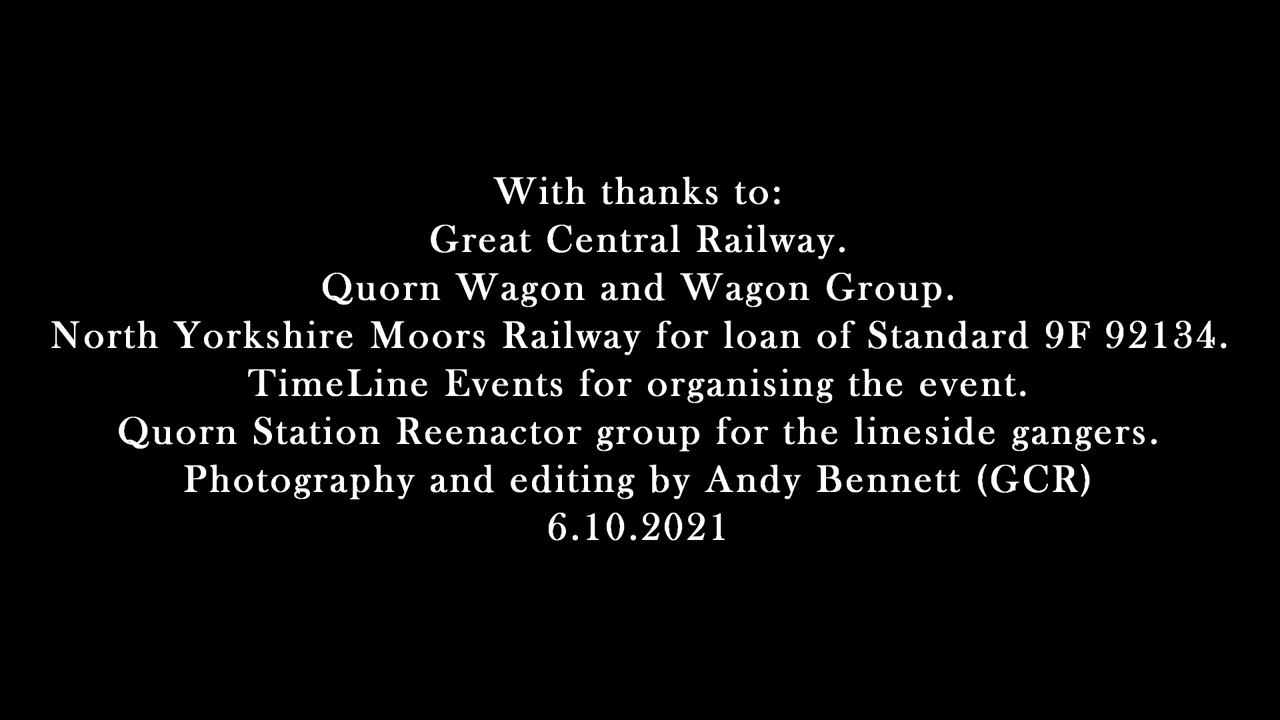 With thanks to:
Great Central Railway.
Quorn Wagon and Wagon Group.
North Yorkshire Moors Railway for loan of Standard 9F 92134.
TimeLine Events for organising the event.
Quorn Station Reenactor group for the lineside gangers.
Photography and editing by Andy Bennett (GCR)
6.10.2021